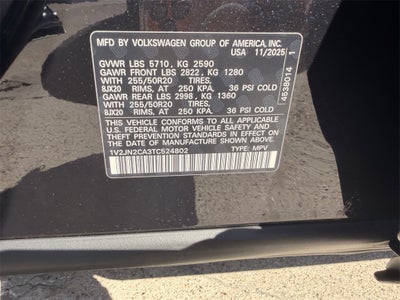 MFD. BY VOLKSWAGEN GROUP OF AMERICA, INC.
USA 11/2025
GVWR LBS 5710, KG 2590
GAWR FRONT LBS 2822, KG 1280
WITH 255/50R20 TIRES,
8JX20 RIMS, AT 250 KPA, 36 PSI COLD
GAWR REAR LBS 2998, KG 1360
WITH 255/50R20 TIRES,
8JX20 RIMS, AT 250 KPA, 36 PSI COLD
THIS VEHICLE CONFORMS TO ALL APPLICABLE
U.S. FEDERAL MOTOR VEHICLE SAFETY AND
THEFT PREVENTION STANDARDS IN EFFECT ON
THE DATE OF MANUFACTURE SHOWN ABOVE.
1V2JN2CA3TC524802 TYPE: MPV
4538014 1